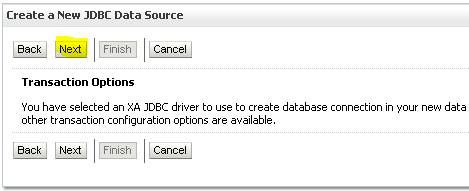 Create a New JDBC Data Source
Back Next Finish Cancel
Transaction Options
You have selected an XA JDBC driver to use to create database connection in your new data
other transaction configuration options are available.
Back Next Finish Cancel